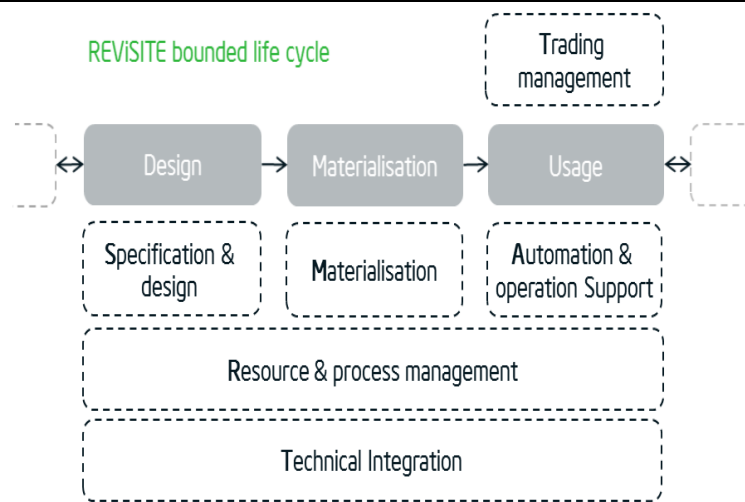 REViSITE bounded life cycle
Trading
management
Design
Materialisation
Usage
Specification &
design
Materialisation
Automation &
operation Support
Resource & process management
Technical Integration